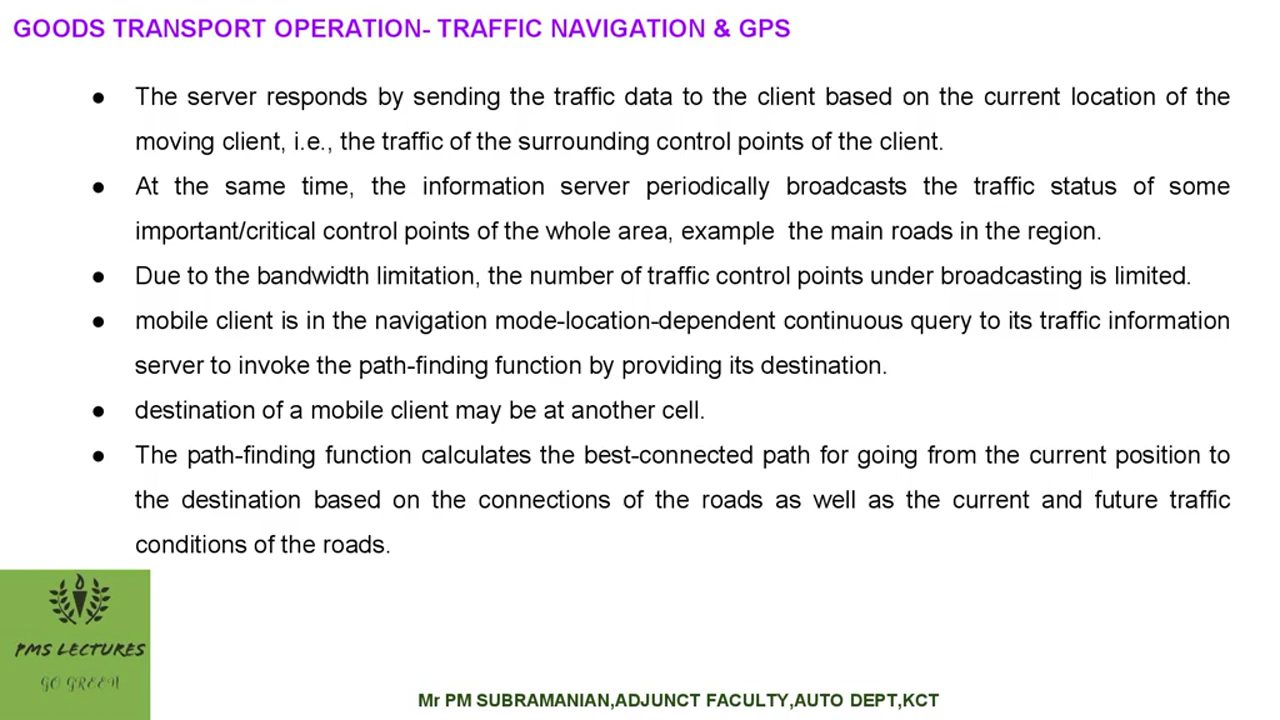 GOODS TRANSPORT OPERATION- TRAFFIC NAVIGATION & GPS
● The server responds by sending the traffic data to the client based on the current location of the
moving client, i.e., the traffic of the surrounding control points of the client.
● At the same time, the information server periodically broadcasts the traffic status of some
important/critical control points of the whole area, example the main roads in the region.
● Due to the bandwidth limitation, the number of traffic control points under broadcasting is limited.
● mobile client is in the navigation mode-location-dependent continuous query to its traffic information
server to invoke the path-finding function by providing its destination.
● destination of a mobile client may be at another cell.
● The path-finding function calculates the best-connected path for going from the current position to
the destination based on the connections of the roads as well as the current and future traffic
conditions of the roads.
PMS LECTURES
GO GREEN
Mr PM SUBRAMANIAN,ADJUNCT FACULTY,AUTO DEPT,KCT